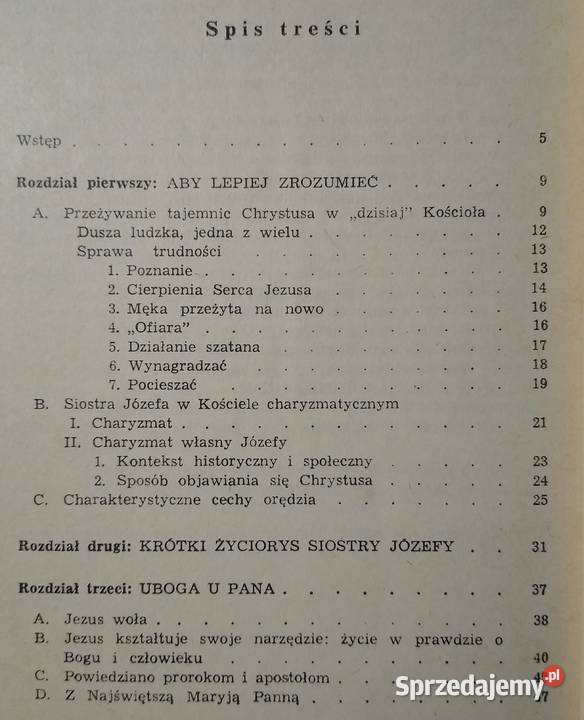 Spis treści
Wstęp . . . . . . . . . . . . . . 5
Rozdział pierwszy: ABY LEPIEJ ZROZUMIEĆ . . . . . 9
A. Przeżywanie tajemnic Chrystusa w „dzisiaj” Kościoła . 9
Dusza ludzka, jedna z wielu . . . . . . . . 12
Sprawa trudności . . . . . . . . 13
1. Poznanie . . . . . . . . . . . 13
2. Cierpienia Serca Jezusa . . . . . . 14
3. Męka przeżyta na nowo . . . . . . . 16
4. „Ofiara” . . . . . . . . . . . 16
5. Działanie szatana . . . . . . . . 17
6. Wynagradzać . . . . . . . . . 18
7. Pocieszać . . . . . . . . . . 19
B. Siostra Józefa w Kościele charyzmatycznym
I. Charyzmat . . . . . . . . . . . 21
II. Charyzmat własny Józefy
1. Kontekst historyczny i społeczny . . . . . 23
2. Sposób objawiania się Chrystusa . . . . 24
C. Charakterystyczne cechy orędzia . . . . . . 25
Rozdział drugi: KRÓTKI ŻYCIORYS SIOSTRY JÓZEFY . . 31
Rozdział trzeci: UBOGA U PANA . . . . . . . . 37
A. Jezus woła . . . . . . . . . . . . 38
B. Jezus kształtuje swoje narzędzie: życie w prawdzie o
Bogu i człowieku . . . . . . . . . 40
C. Powiedziano prorokom i apostołom . . . . . .
D. Z Najświętszą Maryją Panną . . . . . . .
Sprzedajemy.pl